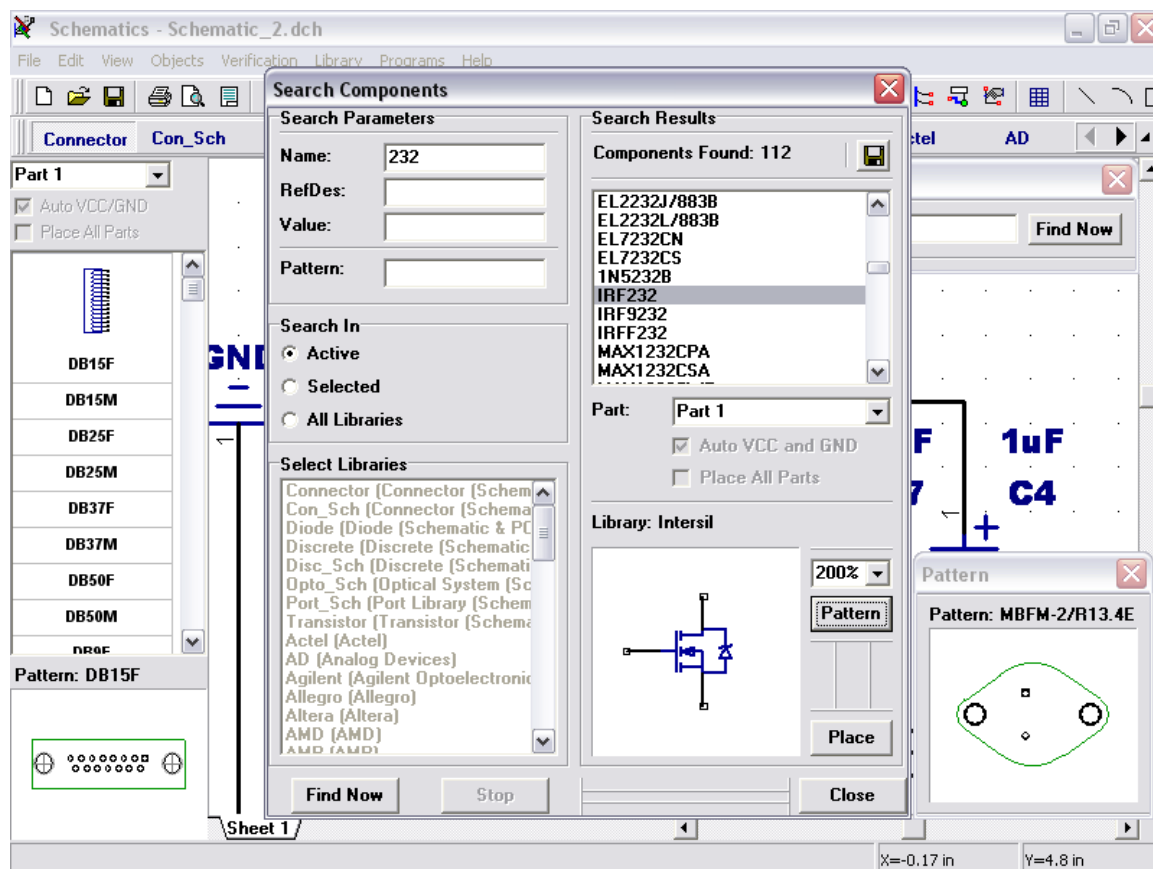 Schematics - Schematic_2.dch
File Edit View Objects Verification Library Programs Help
Connector Con_Sch
AD
Part 1
Auto VCC/GND
Place All Parts
DB15F
DB15M
DB25F
DB25M
DB37F
DB37M
DB50F
DB50M
Pattern: DB15F
Search Components
Search Parameters
Name: 232
RefDes:
Value:
Pattern:
Search In
Active
Selected
All Libraries
Select Libraries
Connector (Connector (Schem
Con_Sch (Connector (Schema
Diode (Diode (Schematic & PC
Discrete (Discrete (Schematic
Disc_Sch (Discrete (Schemati
Opto_Sch (Optical System (Sc
Port_Sch (Port Library (Schem
Transistor (Transistor (Schema
Actel (Actel)
AD (Analog Devices)
Agilent (Agilent Optoelectronic
Allegro (Allegro)
Altera (Altera)
AMD (AMD)
Find Now Stop
Search Results
Components Found: 112
EL2232J/883B
EL2232L/883B
EL7232CN
EL7232CS
1N5232B
IRF232
IRF9232
IRFF232
MAX1232CPA
MAX1232CSA
Part: Part 1
Auto VCC and GND
Place All Parts
Library: Intersil
200%
Pattern
Place
Close
Find Now
GND
1
F 1uF
7 C4
1
Pattern
Pattern: MBFM-2/R13.4E
Sheet 1
X=-0.17 in Y=4.8 in